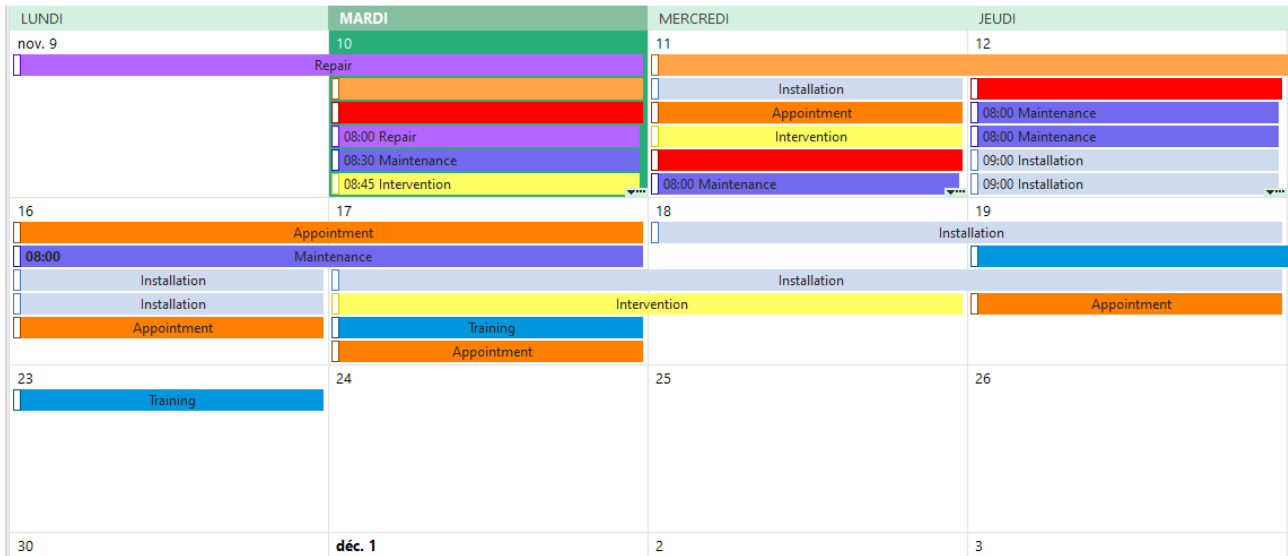 LUNDI MARDI MERCREDI JEUDI
nov. 9 10 11 12
Repair
Installation
Appointment 08:00 Maintenance
08:00 Repair Intervention 08:00 Maintenance
08:30 Maintenance 09:00 Installation
08:45 Intervention 08:00 Maintenance 09:00 Installation
16 17 18 19
Appointment Installation
08:00 Maintenance
Installation Installation
Installation Intervention Appointment
Appointment Training
Appointment
23 24 25 26
Training
30 déc. 1 2 3